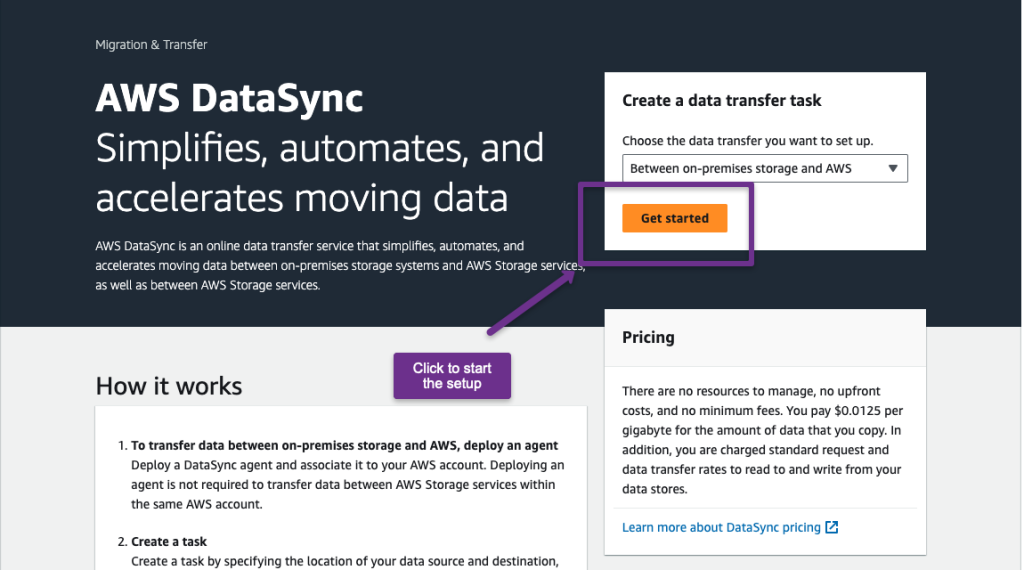 Migration & Transfer
AWS DataSync
Simplifies, automates, and
accelerates moving data
AWS DataSync is an online data transfer service that simplifies, automates, and
accelerates moving data between on-premises storage systems and AWS Storage services,
as well as between AWS Storage services.
Create a data transfer task
Choose the data transfer you want to set up.
Between on-premises storage and AWS
Get started
Click to start
the setup
How it works
1. To transfer data between on-premises storage and AWS, deploy an agent
Deploy a DataSync agent and associate it to your AWS account. Deploying an
agent is not required to transfer data between AWS Storage services within
the same AWS account.
2. Create a task
Create a task by specifying the location of your data source and destination,
Pricing
There are no resources to manage, no upfront
costs, and no minimum fees. You pay $0.0125 per
gigabyte for the amount of data that you copy. In
addition, you are charged standard request and
data transfer rates to read to and write from your
data stores.
Learn more about DataSync pricing